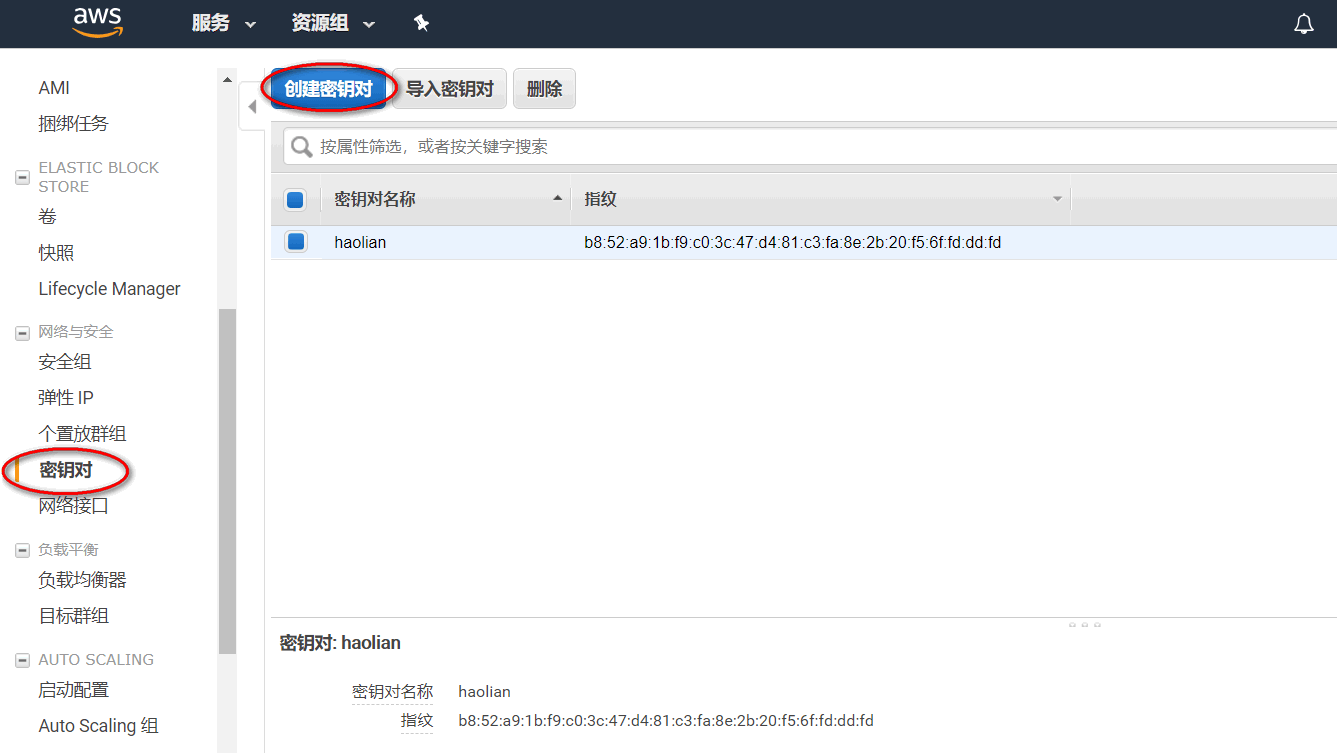 aws
服务
资源组
AMI
捆绑任务
ELASTIC BLOCK
STORE
卷
快照
Lifecycle Manager
网络与安全
安全组
弹性 IP
个置放群组
密钥对
网络接口
负载平衡
负载均衡器
目标群组
AUTO SCALING
启动配置
Auto Scaling 组
创建密钥对
导入密钥对
删除
按属性筛选，或者按关键字搜索
密钥对名称
指纹
haolian
b8:52:a9:1b:f9:c0:3c:47:d4:81:c3:fa:8e:2b:20:f5:6f:fd:dd:fd
密钥对: haolian
密钥对名称 haolian
指纹 b8:52:a9:1b:f9:c0:3c:47:d4:81:c3:fa:8e:2b:20:f5:6f:fd:dd:fd